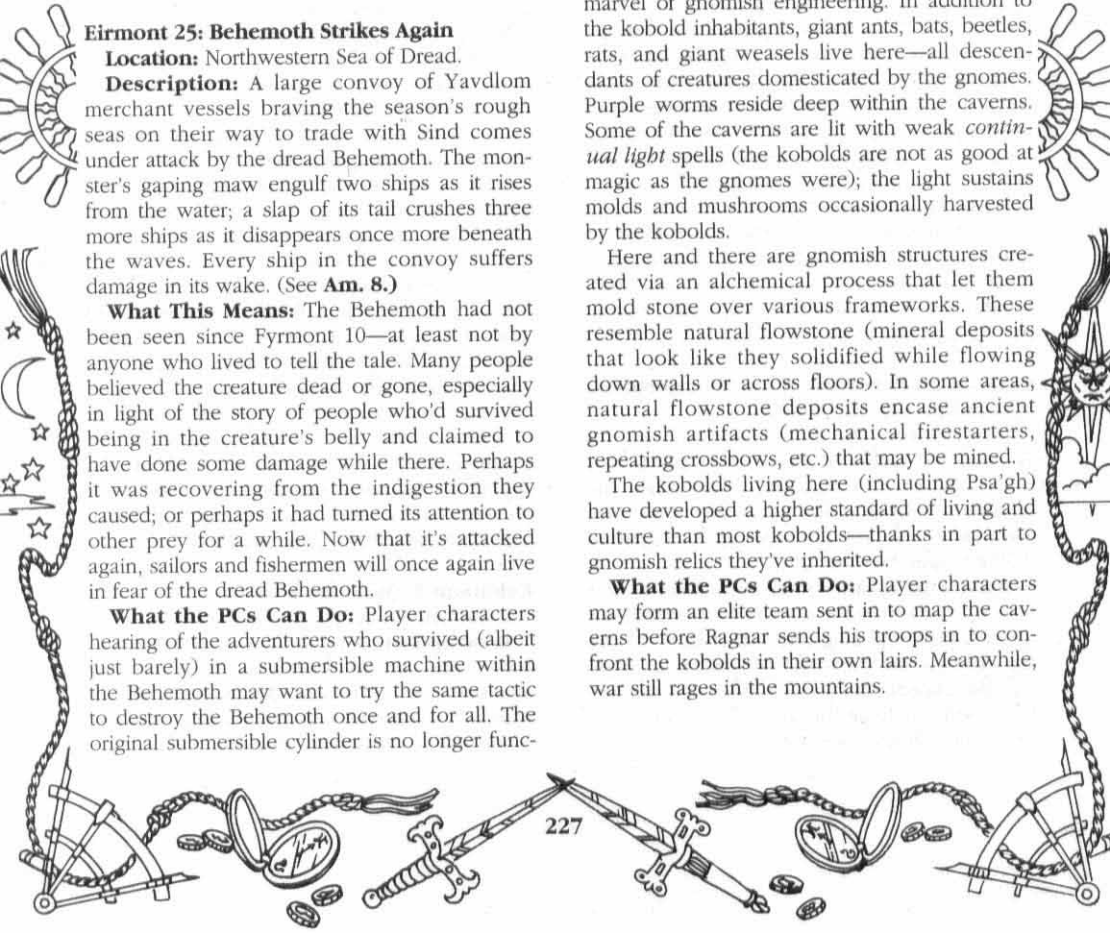 Eirmont 25: Behemoth Strikes Again
Location: Northwestern Sea of Dread.
Description: A large convoy of Yavdlom
merchant vessels braving the season's rough
seas on their way to trade with Sind comes
under attack by the dread Behemoth. The mon-
ster's gaping maw engulf two ships as it rises
from the water; a slap of its tail crushes three
more ships as it disappears once more beneath
the waves. Every ship in the convoy suffers
damage in its wake. (See Am. 8.)
What This Means: The Behemoth had not
been seen since Fyrmont 10—at least not by
anyone who lived to tell the tale. Many people
believed the creature dead or gone, especially
in light of the story of people who'd survived
being in the creature's belly and claimed to
have done some damage while there. Perhaps
it was recovering from the indigestion they
caused; or perhaps it had turned its attention to
other prey for a while. Now that it's attacked
again, sailors and fishermen will once again live
in fear of the dread Behemoth.
What the PCs Can Do: Player characters
hearing of the adventurers who survived (albeit
just barely) in a submersible machine within
the Behemoth may want to try the same tactic
to destroy the Behemoth once and for all. The
original submersible cylinder is no longer func-
marvel of gnomish engineering. In addition to
the kobold inhabitants, giant ants, bats, beetles,
rats, and giant weasels live here—all descen-
dants of creatures domesticated by the gnomes.
Purple worms reside deep within the caverns.
Some of the caverns are lit with weak contin-
ual light spells (the kobolds are not as good at
magic as the gnomes were); the light sustains
molds and mushrooms occasionally harvested
by the kobolds.
Here and there are gnomish structures cre-
ated via an alchemical process that let them
mold stone over various frameworks. These
resemble natural flowstone (mineral deposits
that look like they solidified while flowing
down walls or across floors). In some areas,
natural flowstone deposits encase ancient
gnomish artifacts (mechanical firestarters,
repeating crossbows, etc.) that may be mined.
The kobolds living here (including Psa'gh)
have developed a higher standard of living and
culture than most kobolds—thanks in part to
gnomish relics they've inherited.
What the PCs Can Do: Player characters
may form an elite team sent in to map the cav-
erns before Ragnar sends his troops in to con-
front the kobolds in their own lairs. Meanwhile,
war still rages in the mountains.
227